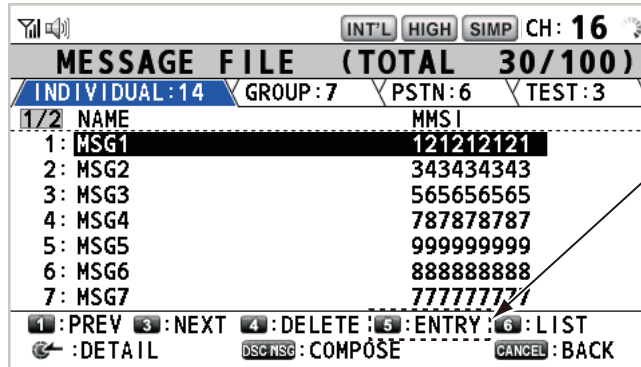 INT'L HIGH SIMP CH: 16
MESSAGE FILE (TOTAL 30/100)
INDIVIDUAL:14 GROUP:7 PSTN:6 TEST:3
1/2 NAME MMSI
1: MSG1 121212121
2: MSG2 343434343
3: MSG3 565656565
4: MSG4 787878787
5: MSG5 999999999
6: MSG6 888888888
7: MSG7 777777777
1 :PREV 3 :NEXT 4 :DELETE 5 :ENTRY 6 :LIST
:DETAIL DSC MSG :COMPOSE CANCEL :BACK